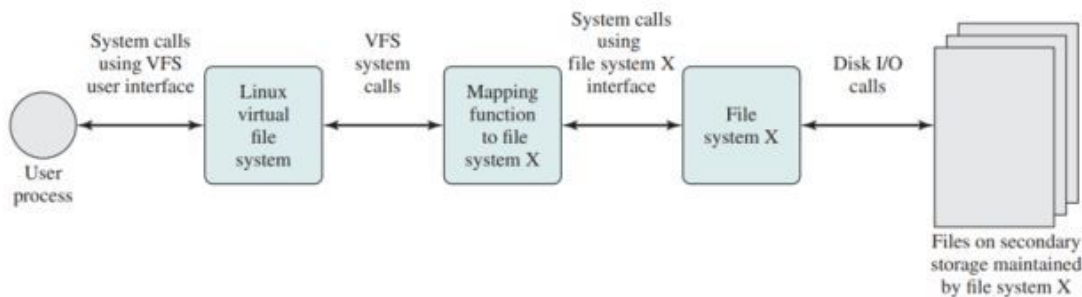 System calls
using VFS
user interface
VFS
system
calls
System calls
using
file system X
interface
Disk I/O
calls
User
process
Linux
virtual
file
system
Mapping
function
to file
system X
File
system X
Files on secondary
storage maintained
by file system X